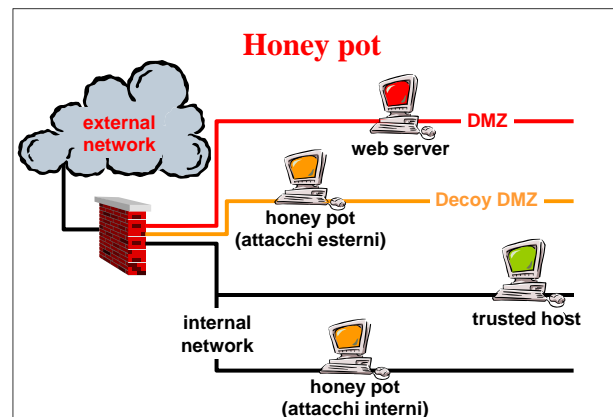 Honey pot
external
network
DMZ
web server
Decoy DMZ
honey pot
(attacchi esterni)
trusted host
internal
network
honey pot
(attacchi interni)